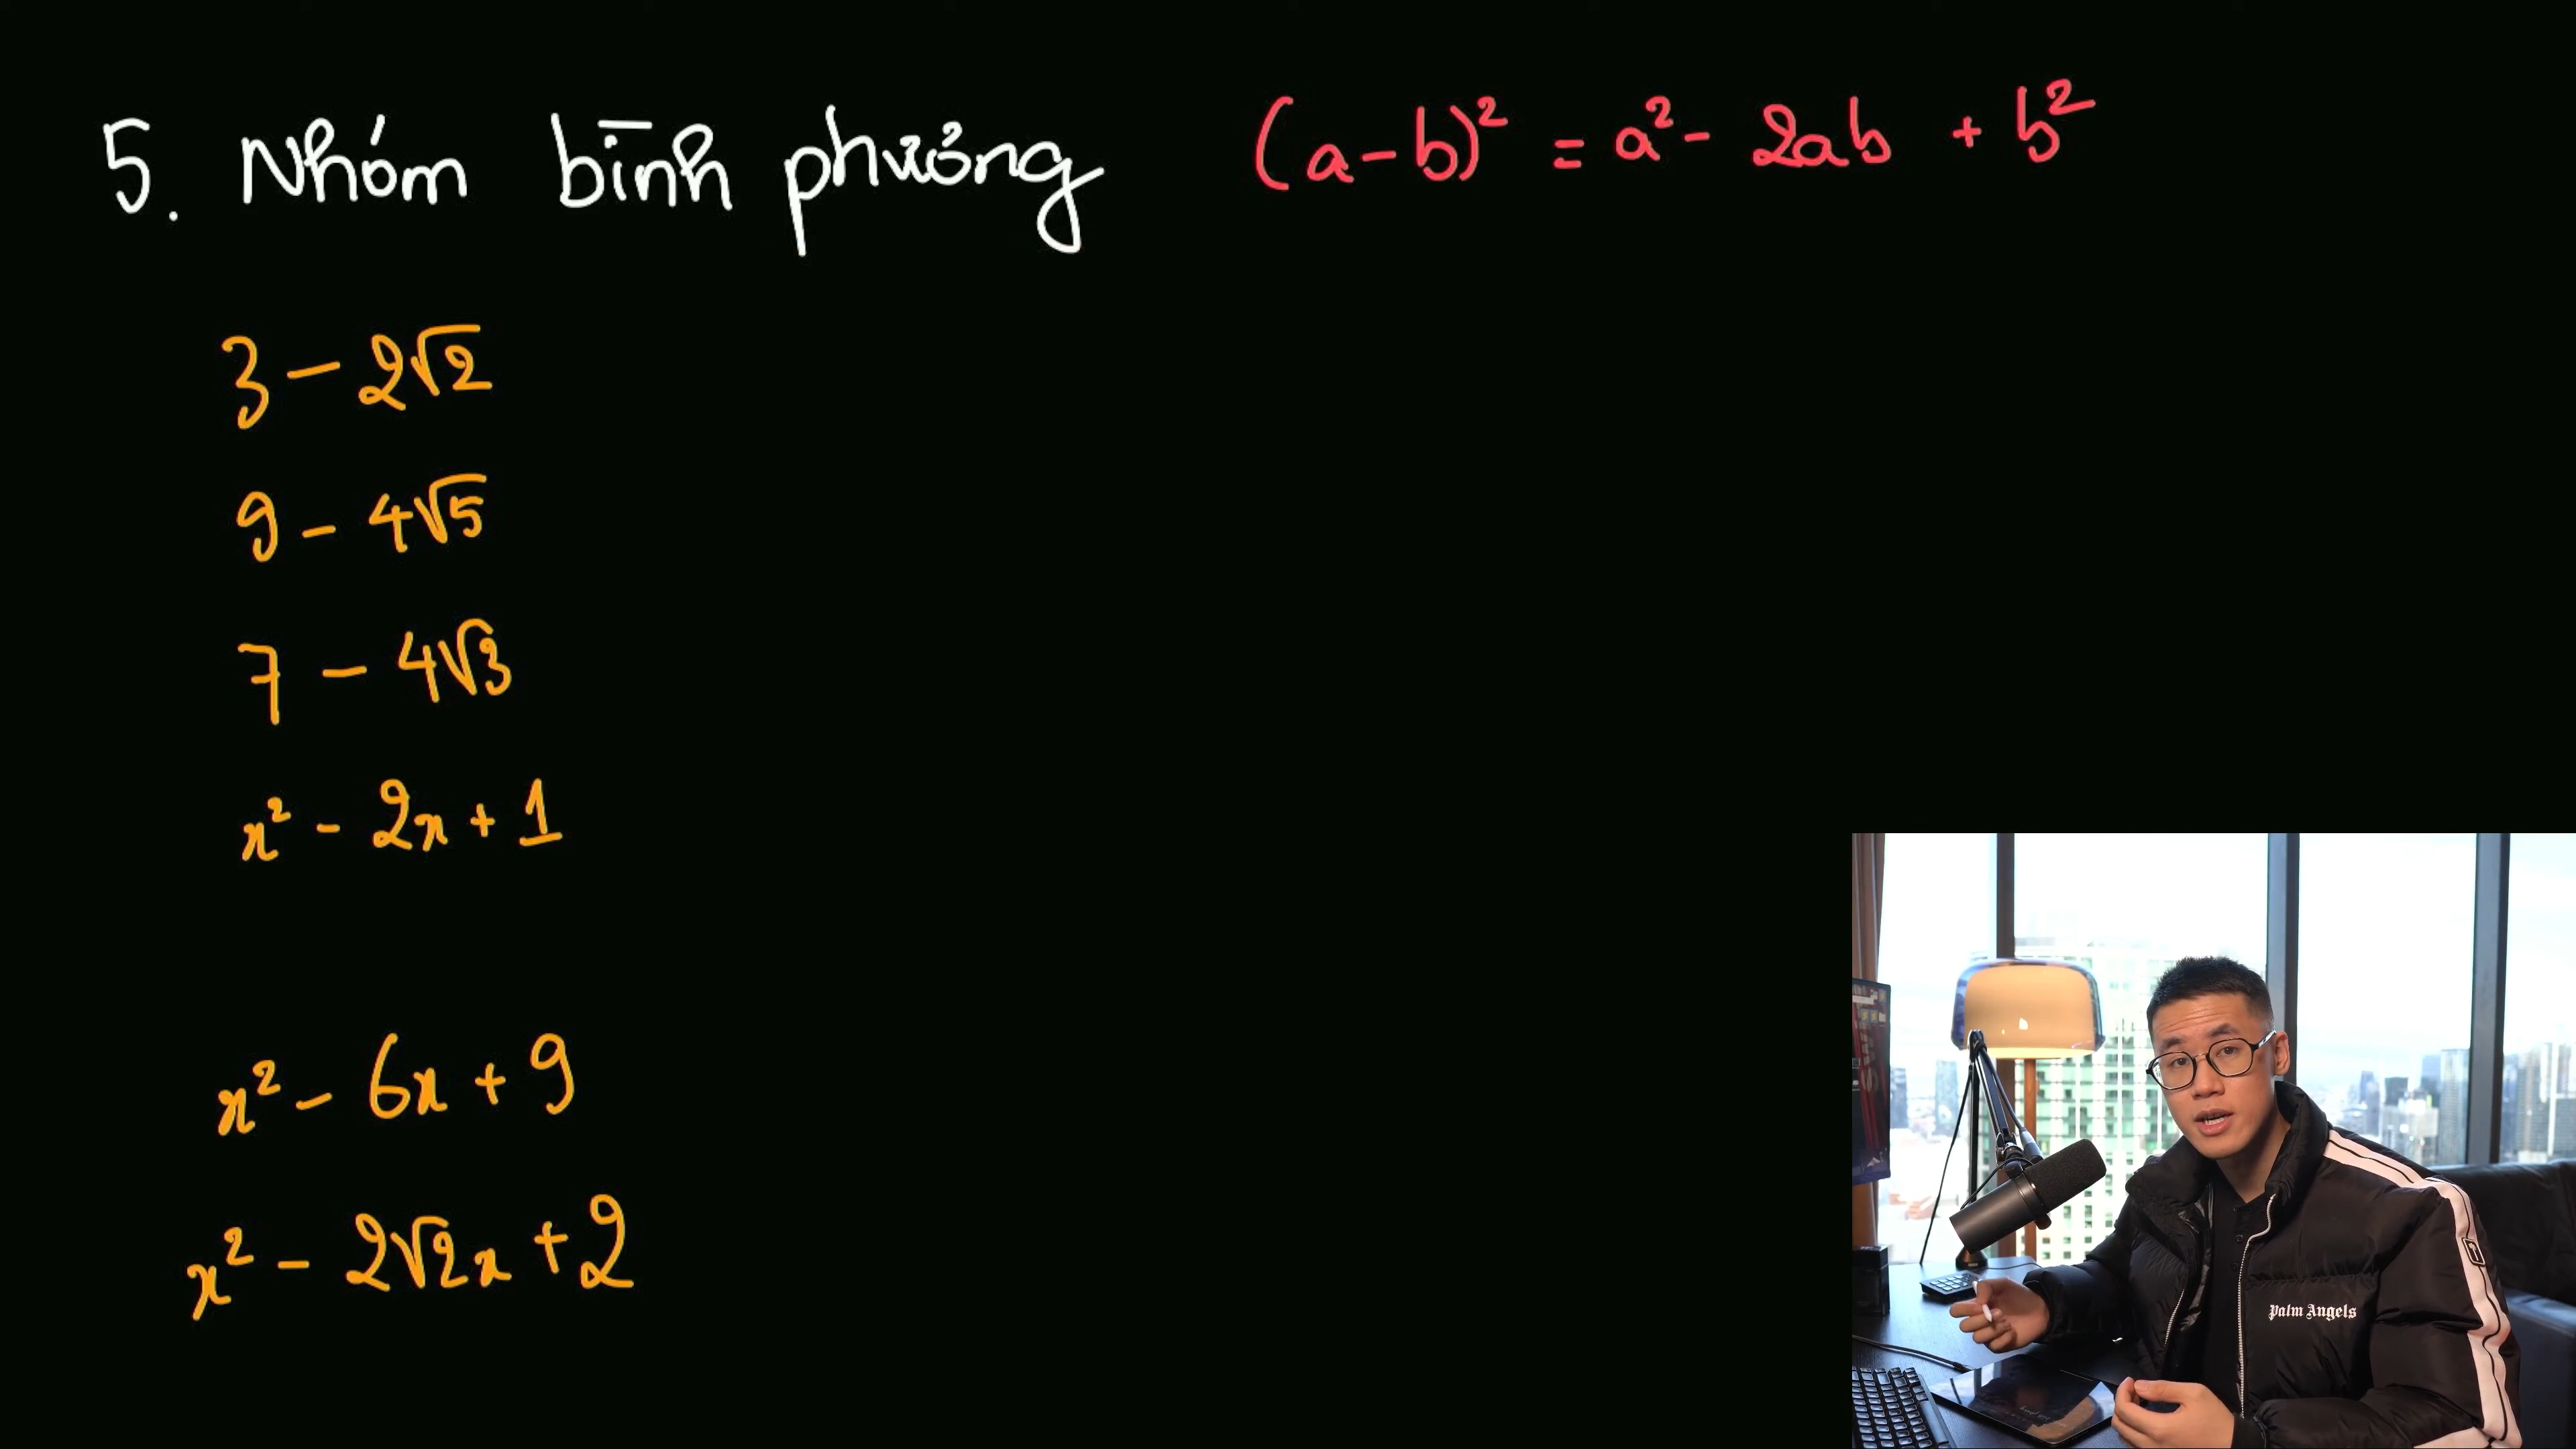 5. Nhóm bình phương (a-b)² = a² - 2ab + b²
3 - 2√2
9 - 4√5
7 - 4√3
x² - 2x + 1
x² - 6x + 9
x² - 2√2x + 2
Palm Angels